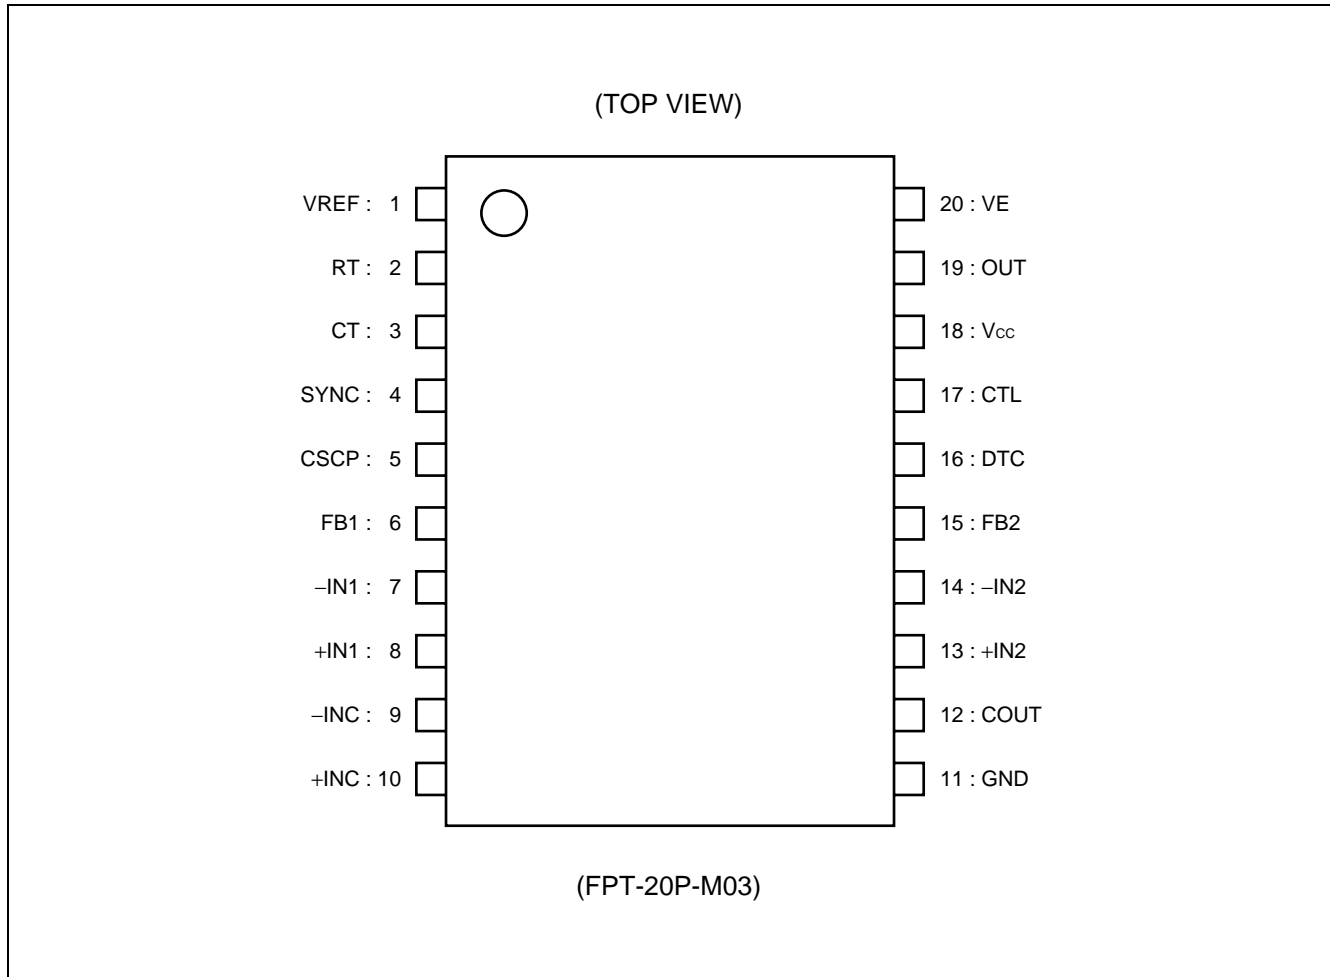 (TOP VIEW)
VREF : 1
RT : 2
CT : 3
SYNC : 4
CSCP : 5
FB1 : 6
−IN1 : 7
+IN1 : 8
−INC : 9
+INC : 10
20 : VE
19 : OUT
18 : Vcc
17 : CTL
16 : DTC
15 : FB2
14 : −IN2
13 : +IN2
12 : COUT
11 : GND
(FPT-20P-M03)